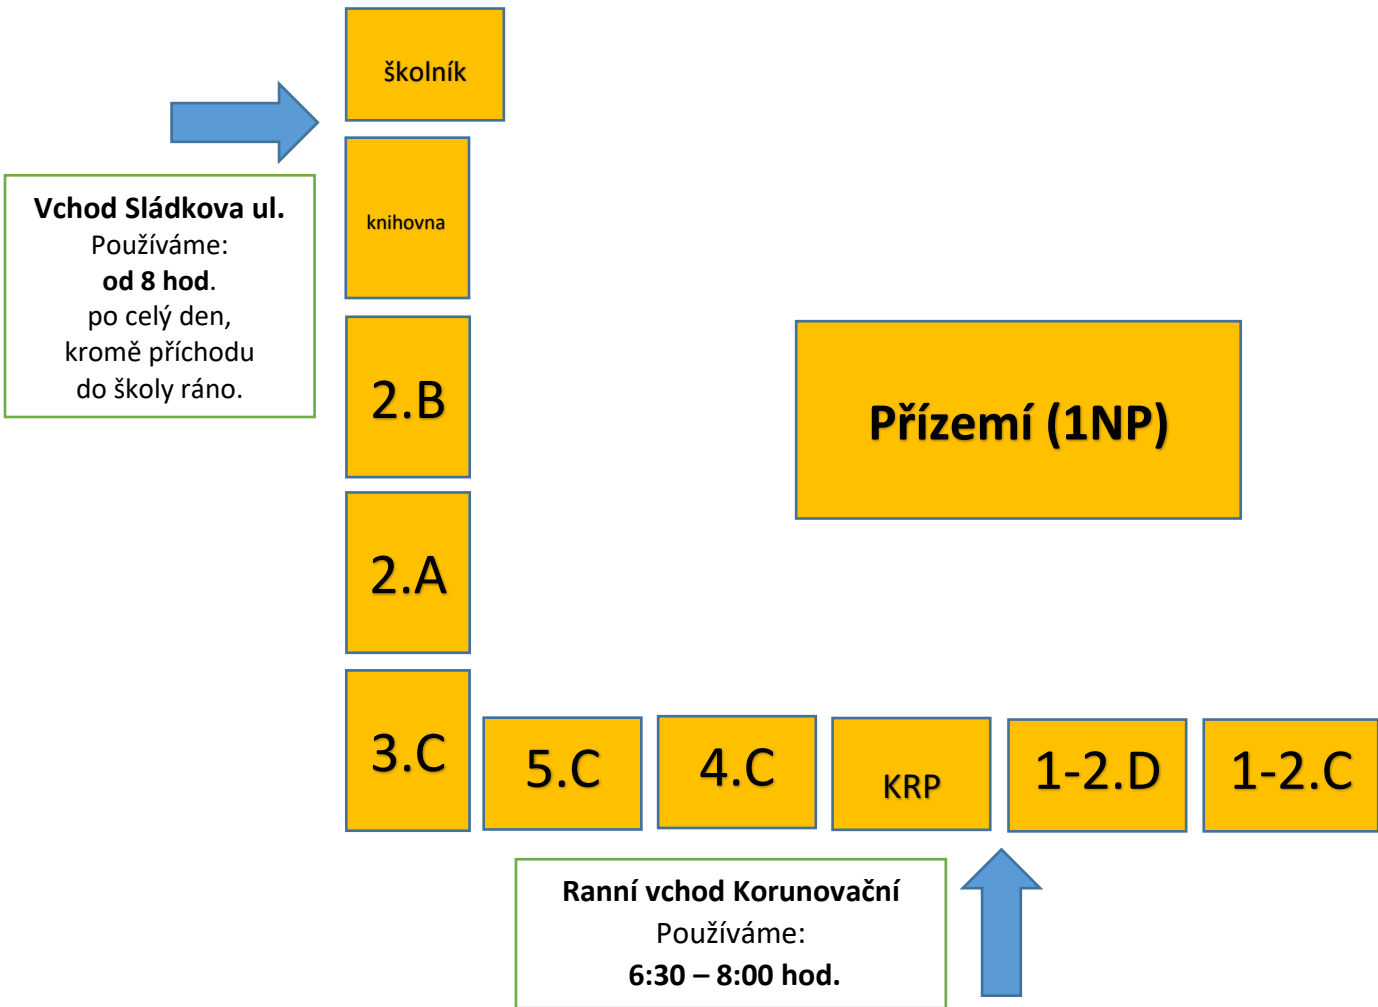 školník
Vchod Sládkova ul.
Používáme:
od 8 hod.
po celý den,
kromě příchodu
do školy ráno.
knihovna
2.B
Přízemí (1NP)
2.A
3.C
5.C
4.C
KRP
1-2.D
1-2.C
Ranní vchod Korunovační
Používáme:
6:30 – 8:00 hod.